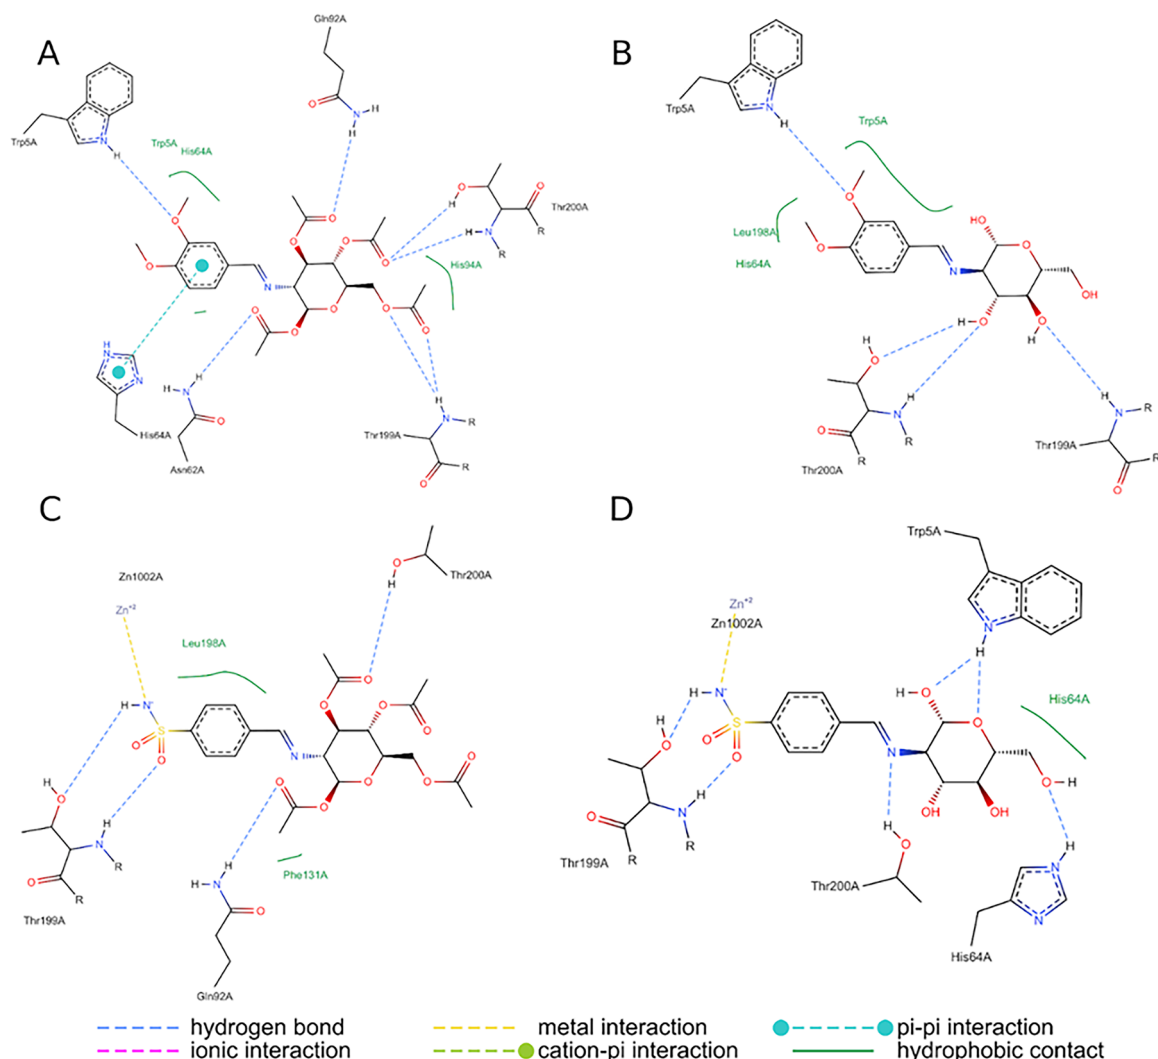 A
Gln92A
O
N
H
H
Trp5A
N
H
Trp5A
His64A
O
O
N
O
O
O
O
O
O
H
H
N
O
R
R
Thr200A
His94A
O
O
O
O
O
O
NH
N
His64A
H
N
H
O
Asn62A
H
N
R
Thr199A
R
O
B
Trp5A
N
H
Trp5A
Leu198A
His64A
O
O
N
HO
O
OH
H
O
O
H
H
O
H
N
R
O
R
Thr200A
H
N
R
Thr199A
R
O
C
Zn1002A
Zn+2
Leu198A
H
N-
S
O
O
N
O
O
O
O
O
O
O
O
O
H
O
Thr200A
H
O
H
N
R
O
R
Thr199A
Phe131A
H
N
H
O
Gln92A
D
Trp5A
N
H
Zn+2
Zn1002A
H
N-
S
O
O
N
H
O
O
His64A
O
H
OH
OH
H
O
H
N
R
O
R
Thr199A
H
O
Thr200A
H
N
N
His64A
hydrogen bond
metal interaction
pi-pi interaction
ionic interaction
cation-pi interaction
hydrophobic contact